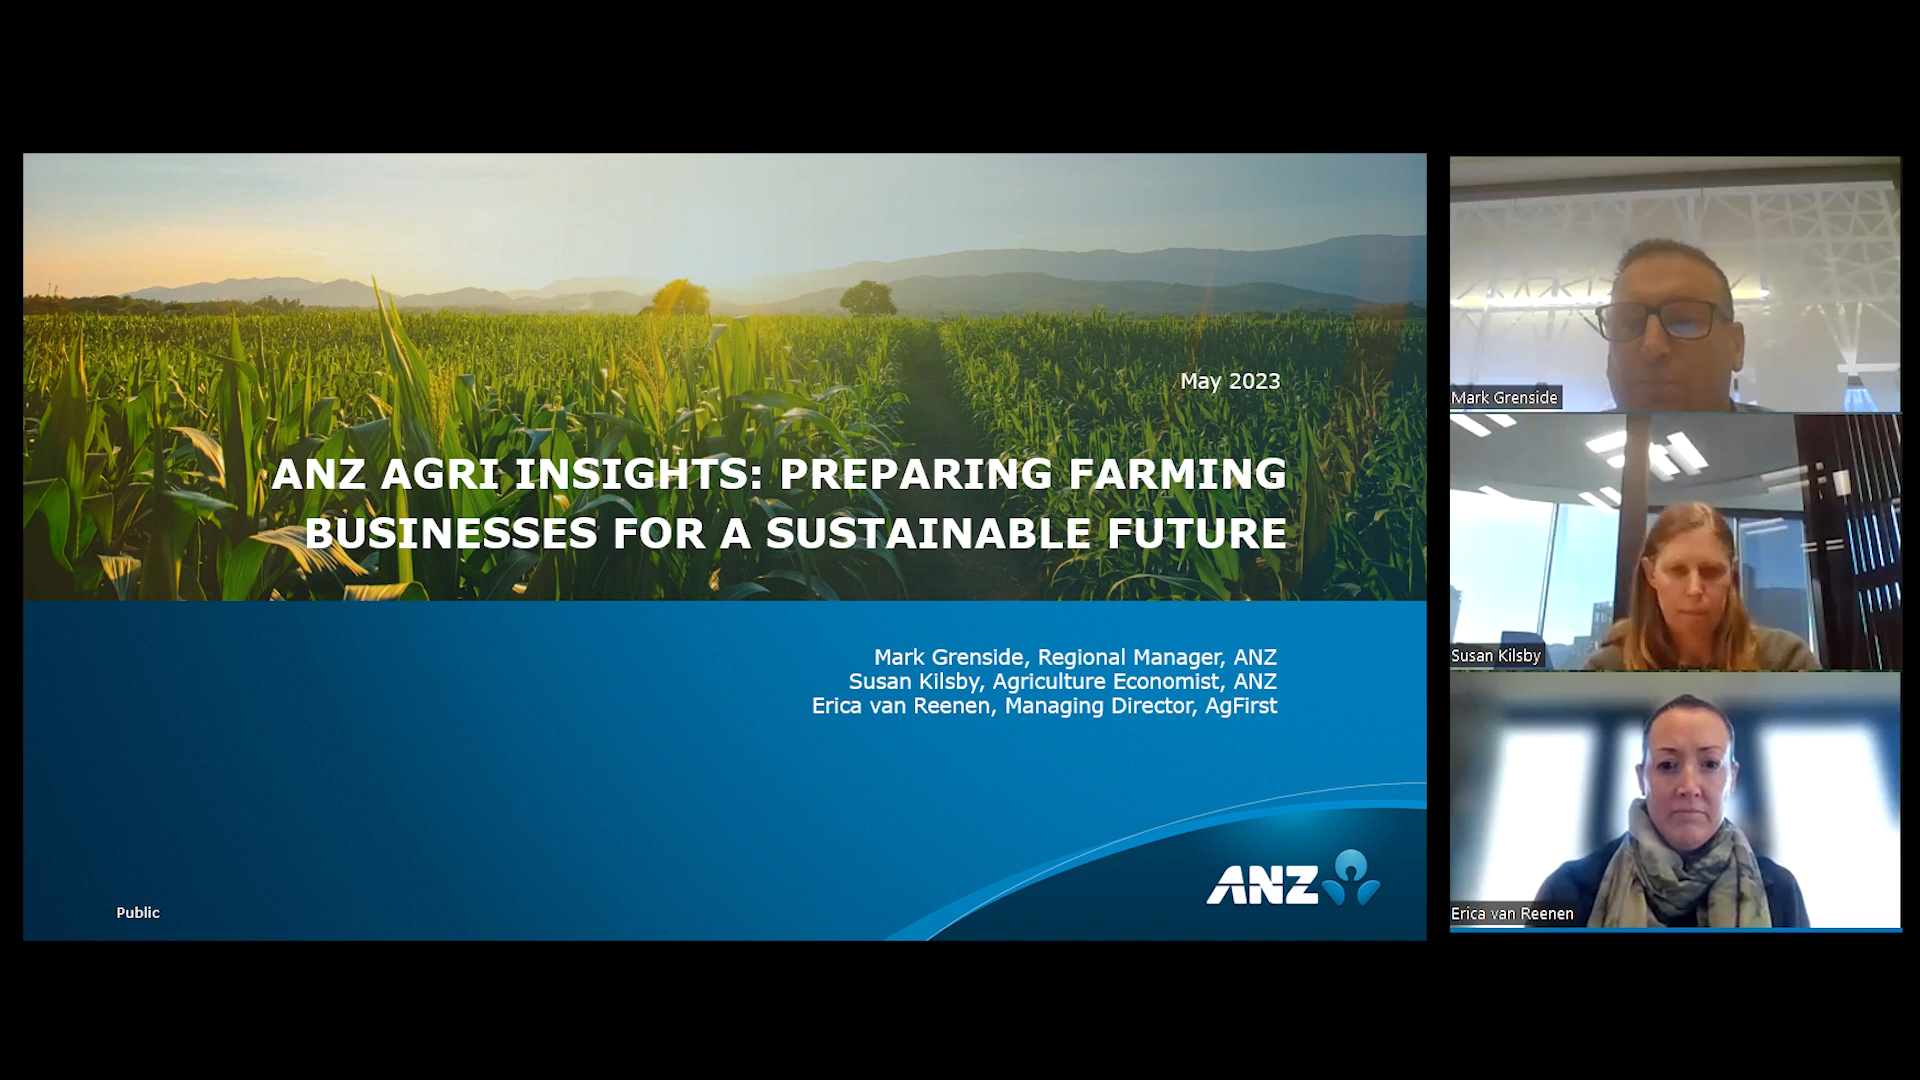 May 2023
ANZ AGRI INSIGHTS: PREPARING FARMING
BUSINESSES FOR A SUSTAINABLE FUTURE
Mark Grenside, Regional Manager, ANZ
Susan Kilsby, Agriculture Economist, ANZ
Erica van Reenen, Managing Director, AgFirst
ANZ
Public
Mark Grenside
Susan Kilsby
Erica van Reenen